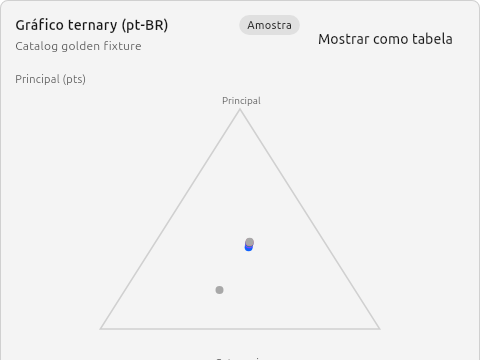 Gráfico ternary (pt-BR)
Amostra
Mostrar como tabela
Catalog golden fixture
Principal (pts)
Principal